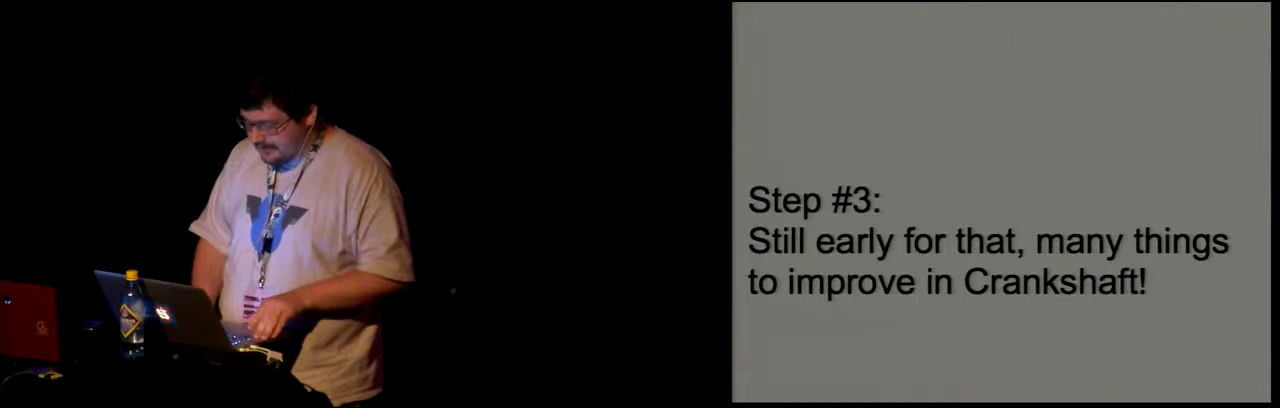 Step #3:
Still early for that, many things
to improve in Crankshaft!